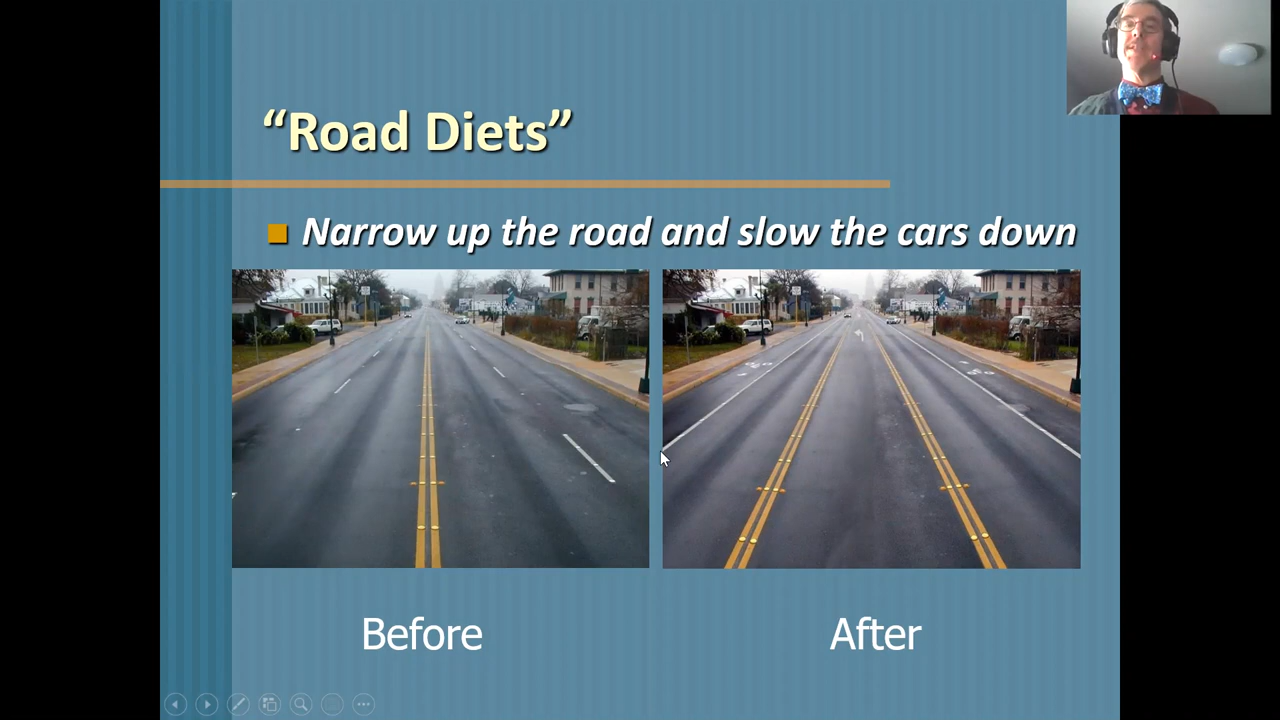 “Road Diets”
Narrow up the road and slow the cars down
Before
After